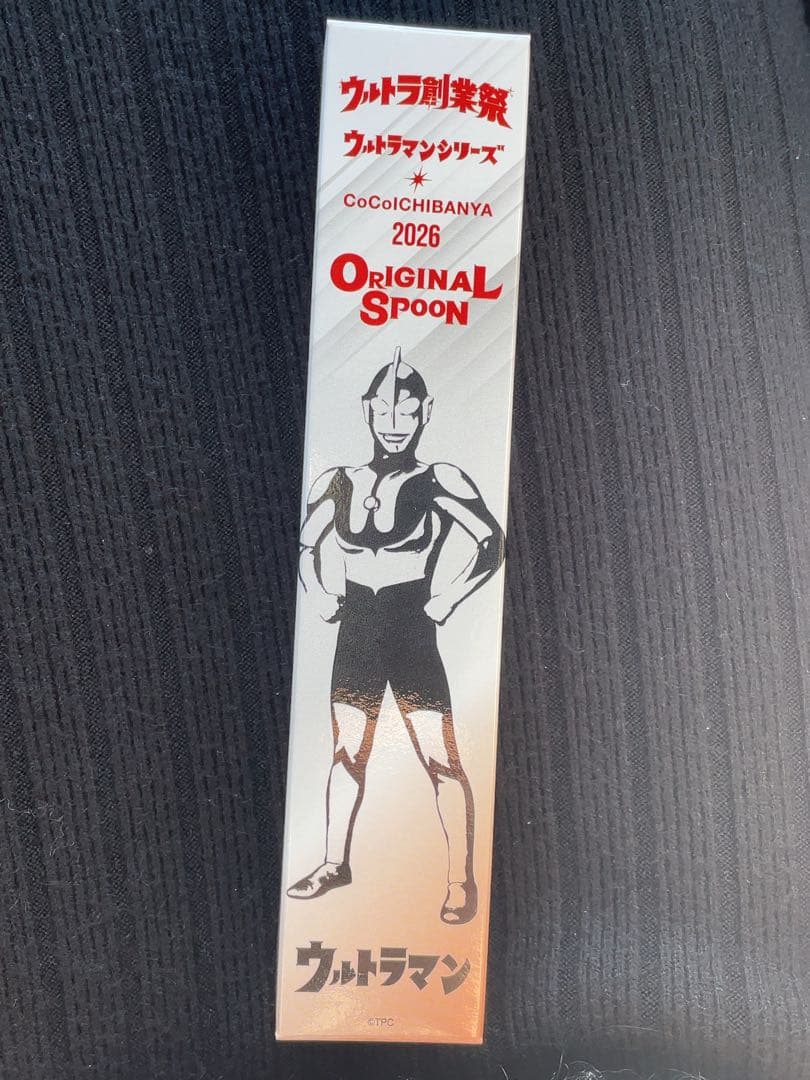 ウルトラ創業祭
ウルトラマンシリーズ
CoCoICHIBANYA
2026
ORIGINAL
SPOON
ウルトラマン
©TPC